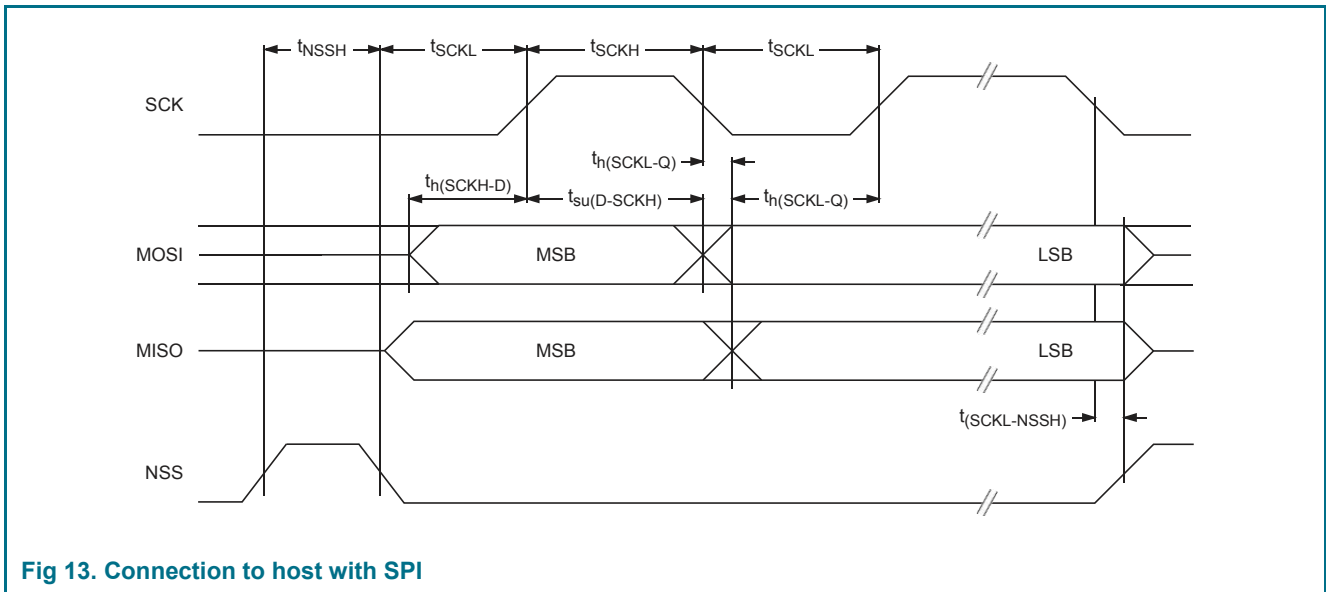 tNSSH tSCKL tSCKH tSCKL
SCK
th(SCKL-Q)
th(SCKH-D) tsu(D-SCKH) th(SCKL-Q)
MOSI MSB LSB
MISO MSB LSB
t(SCKL-NSSH)
NSS
Fig 13. Connection to host with SPI